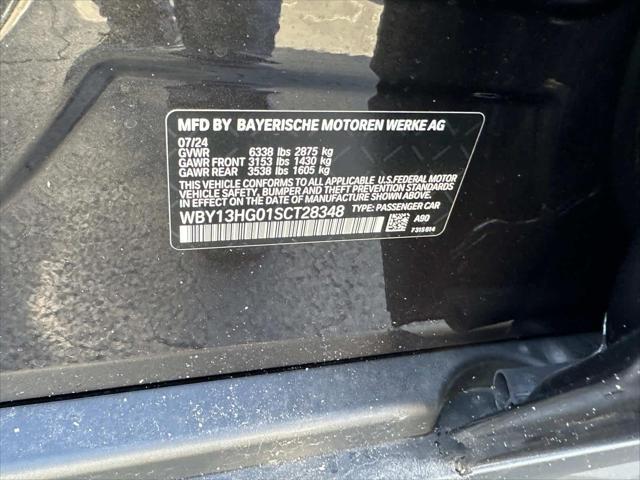 MFD BY BAYERISCHE MOTOREN WERKE AG
07/24
GVWR 6338 lbs 2875 kg
GAWR FRONT 3153 lbs 1430 kg
GAWR REAR 3538 lbs 1605 kg
THIS VEHICLE CONFORMS TO ALL APPLICABLE U.S.FEDERAL MOTOR
VEHICLE SAFETY, BUMPER AND THEFT PREVENTION STANDARDS
IN EFFECT ON THE DATE OF MANUFACTURE SHOWN ABOVE.
WBY13HG01SCT28348 TYPE: PASSENGER CAR
A90
7315014